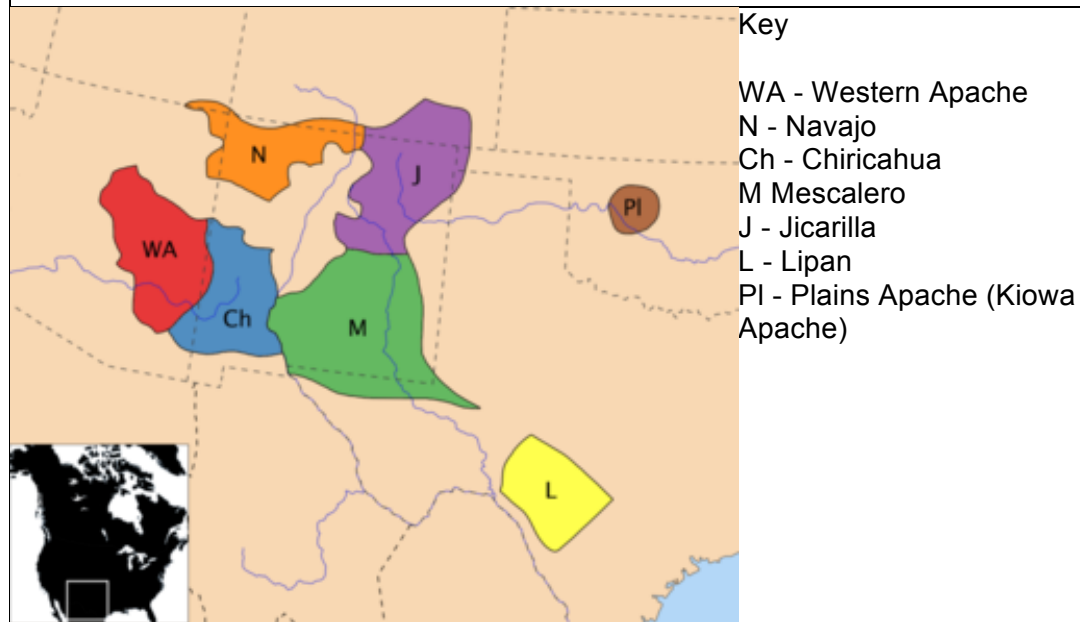 Key
WA - Western Apache
N - Navajo
Ch - Chiricahua
M Mescalero
J - Jicarilla
L - Lipan
Pl - Plains Apache (Kiowa
Apache)
N
J
Pl
WA
Ch
M
L